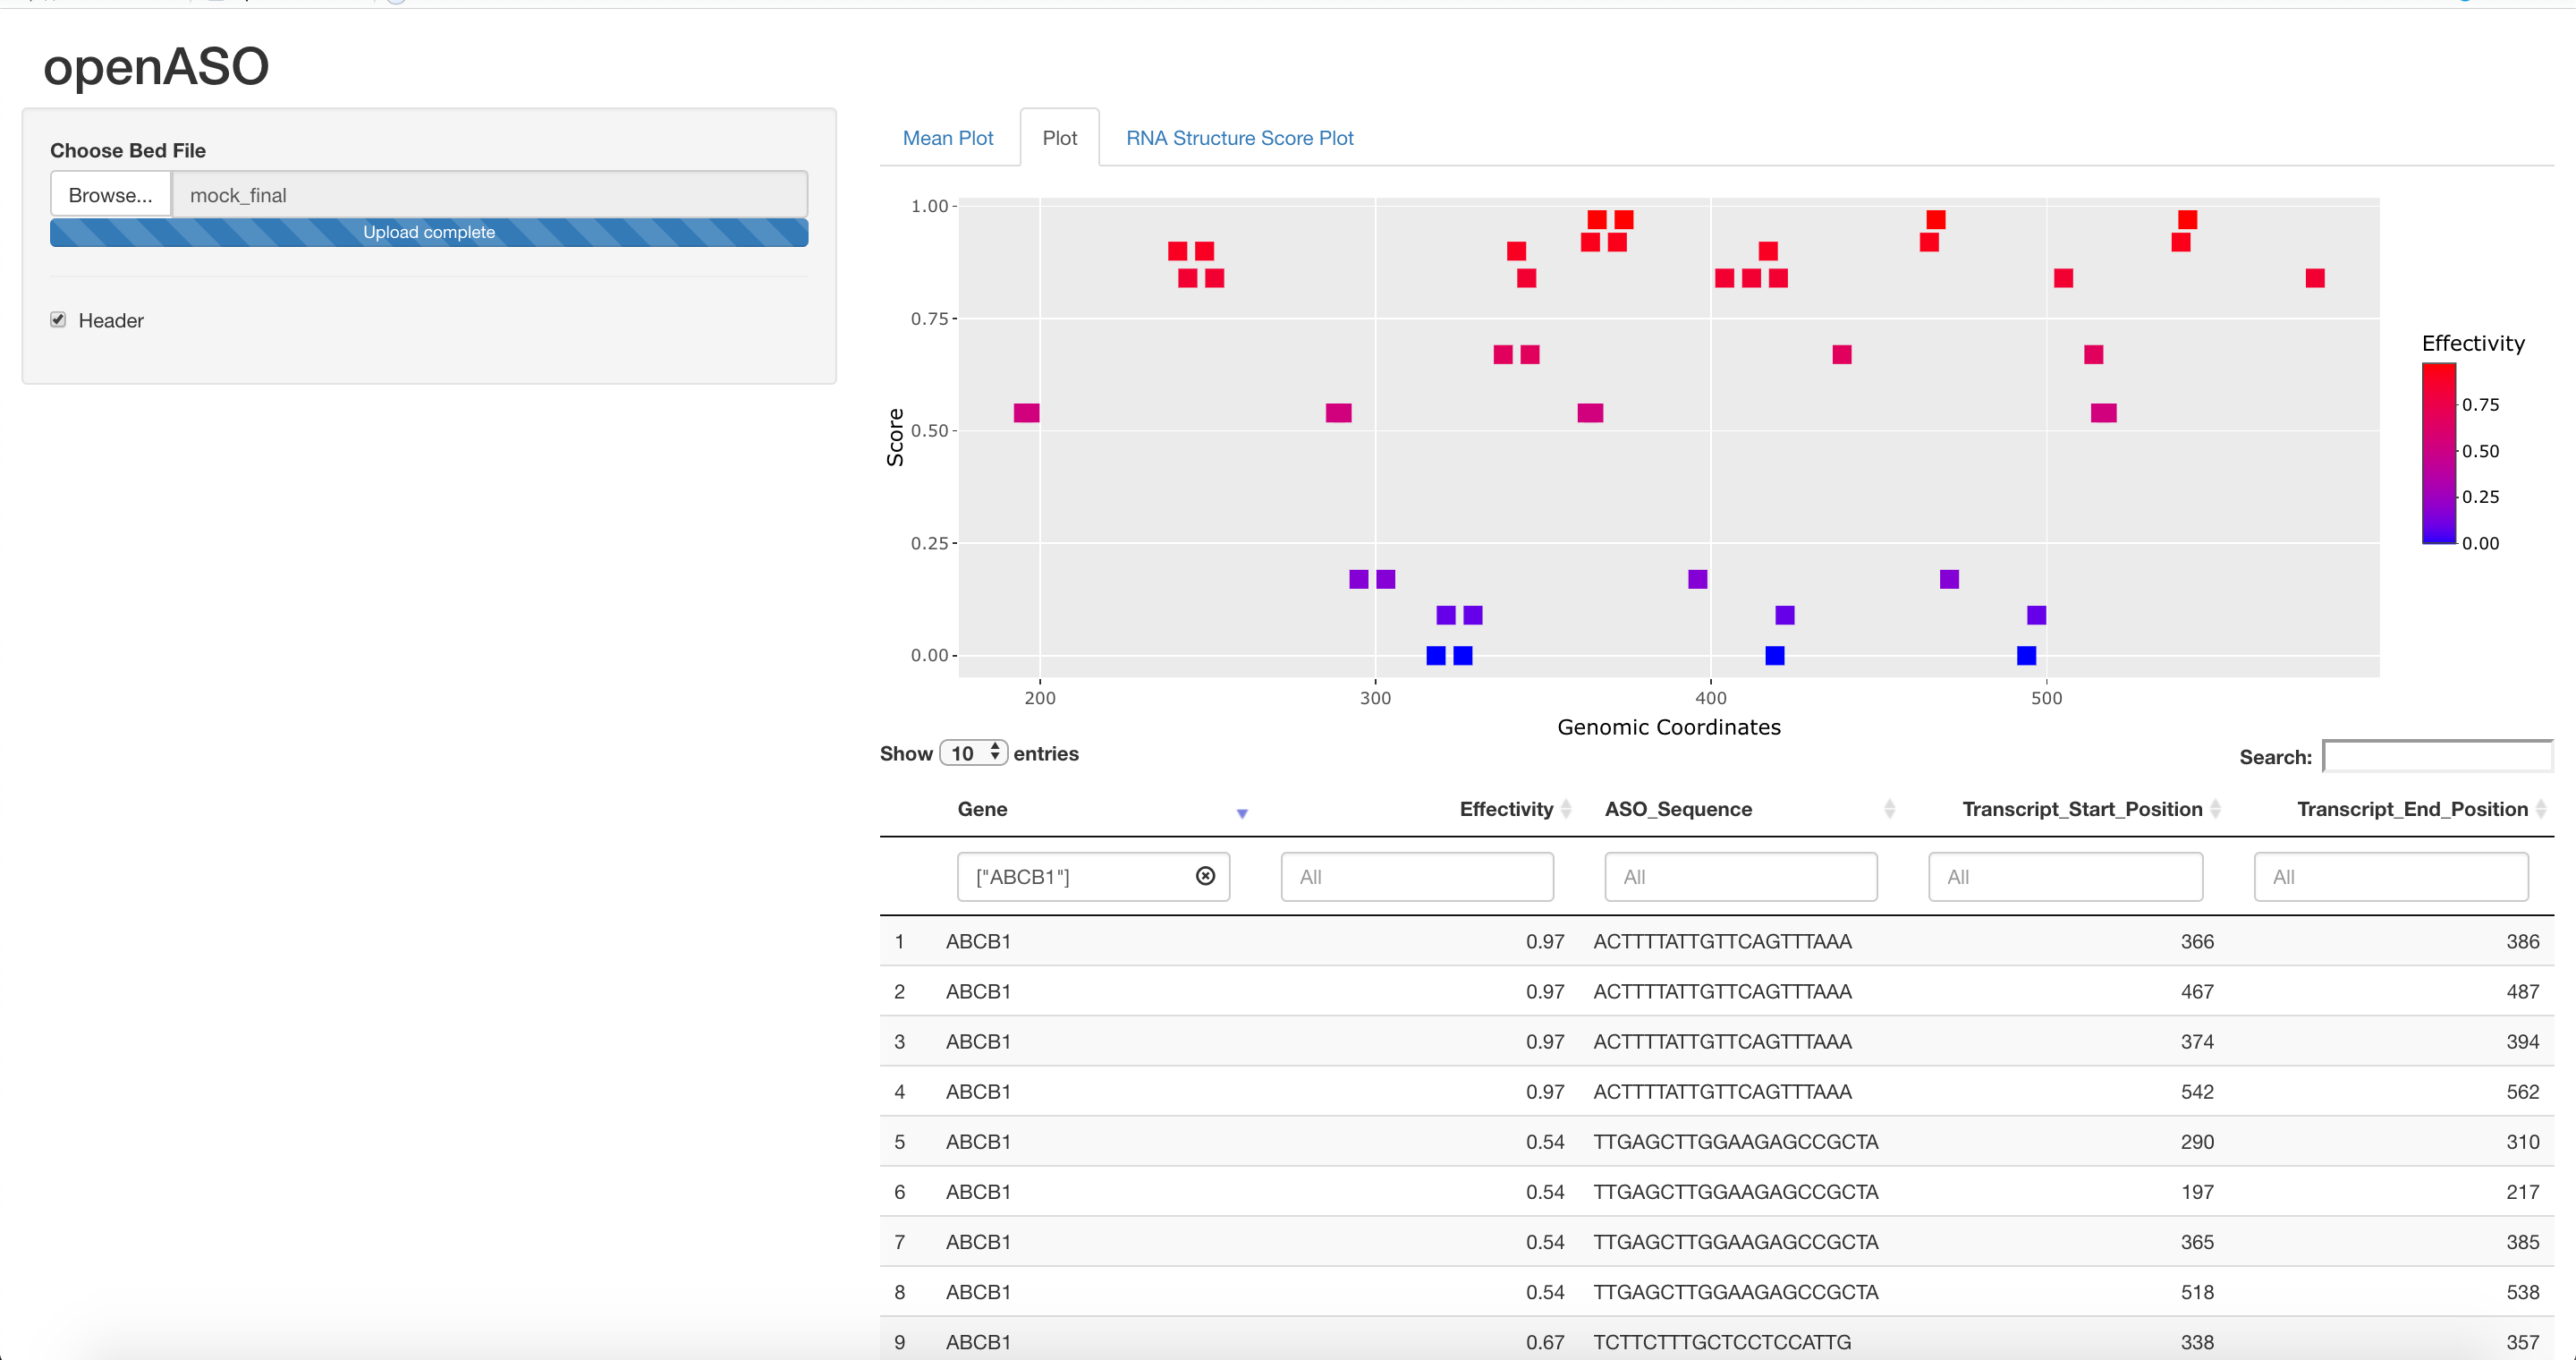 openASO
Choose Bed File
Browse... mock_final
Upload complete
Header
Mean Plot Plot RNA Structure Score Plot
1.00
0.75
0.50
0.25
0.00
Score
200 300 400 500
Genomic Coordinates
Effectivity
0.75
0.50
0.25
0.00
Show 10 entries Search:
Gene Effectivity ASO_Sequence Transcript_Start_Position Transcript_End_Position
["ABCB1"] All All All All
1 ABCB1 0.97 ACTTTTATTGTTCAGTTTAAA 366 386
2 ABCB1 0.97 ACTTTTATTGTTCAGTTTAAA 467 487
3 ABCB1 0.97 ACTTTTATTGTTCAGTTTAAA 374 394
4 ABCB1 0.97 ACTTTTATTGTTCAGTTTAAA 542 562
5 ABCB1 0.54 TTGAGCTTGGAAGAGCCGCTA 290 310
6 ABCB1 0.54 TTGAGCTTGGAAGAGCCGCTA 197 217
7 ABCB1 0.54 TTGAGCTTGGAAGAGCCGCTA 365 385
8 ABCB1 0.54 TTGAGCTTGGAAGAGCCGCTA 518 538
9 ABCB1 0.67 TCTTCTTTGCTCCTCCATTG 338 357